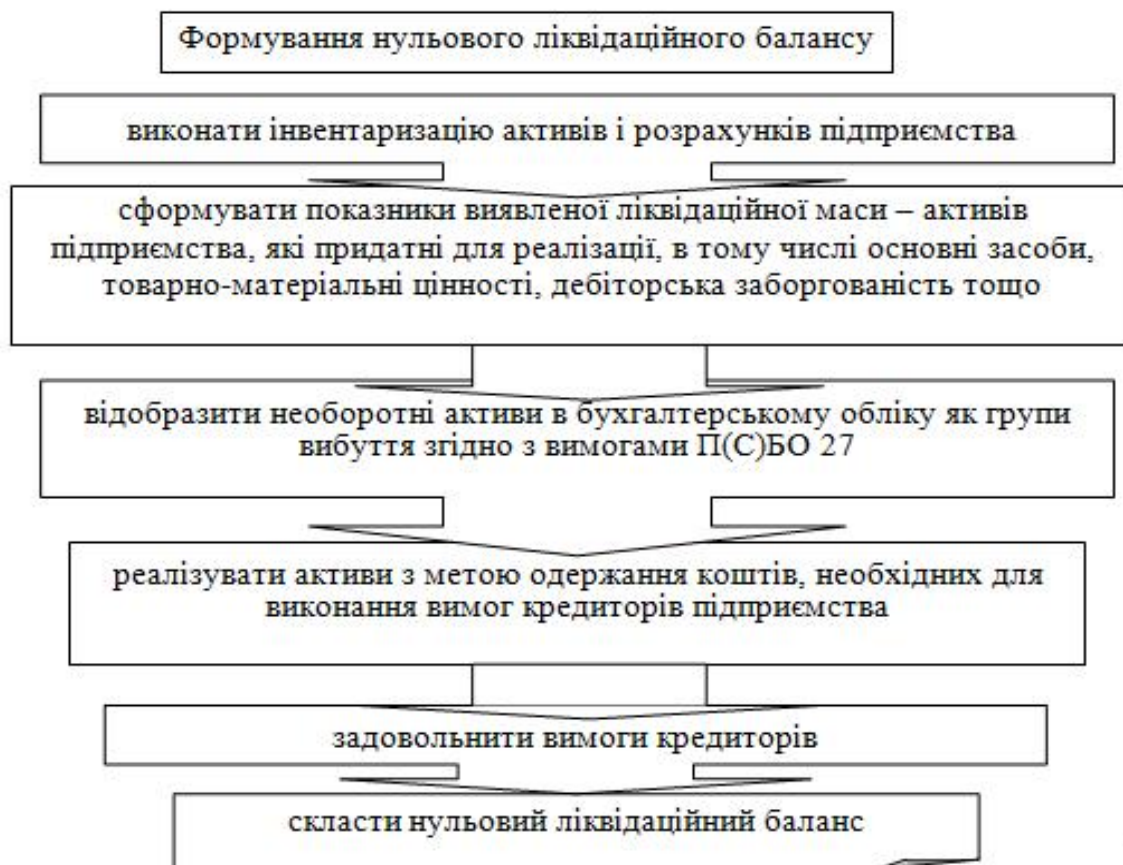 Формування нульового ліквідаційного балансу
виконати інвентаризацію активів і розрахунків підприємства
сформувати показники виявленої ліквідаційної маси – активів
підприємства, які придатні для реалізації, в тому числі основні засоби,
товарно-матеріальні цінності, дебіторська заборгованість тощо
відобразити необоротні активи в бухгалтерському обліку як групи
вибуття згідно з вимогами П(С)БО 27
реалізувати активи з метою одержання коштів, необхідних для
виконання вимог кредиторів підприємства
задовольнити вимоги кредиторів
скласти нульовий ліквідаційний баланс